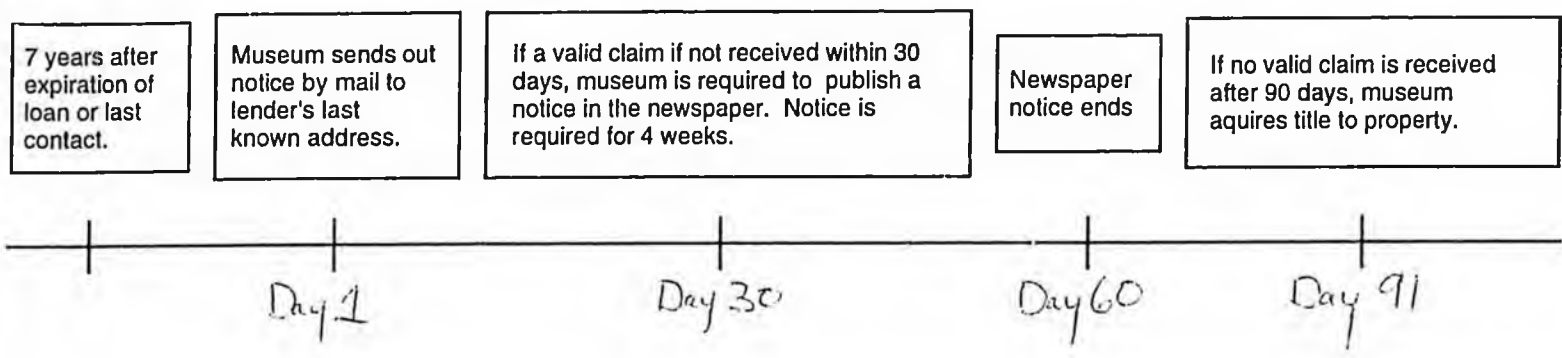 7 years after
expiration of
loan or last
contact.
Museum sends out
notice by mail to
lender's last
known address.
If a valid claim if not received within 30
days, museum is required to publish a
notice in the newspaper. Notice is
required for 4 weeks.
Newspaper
notice ends
If no valid claim is received
after 90 days, museum
aquires title to property.
Day 1
Day 30
Day 60
Day 91